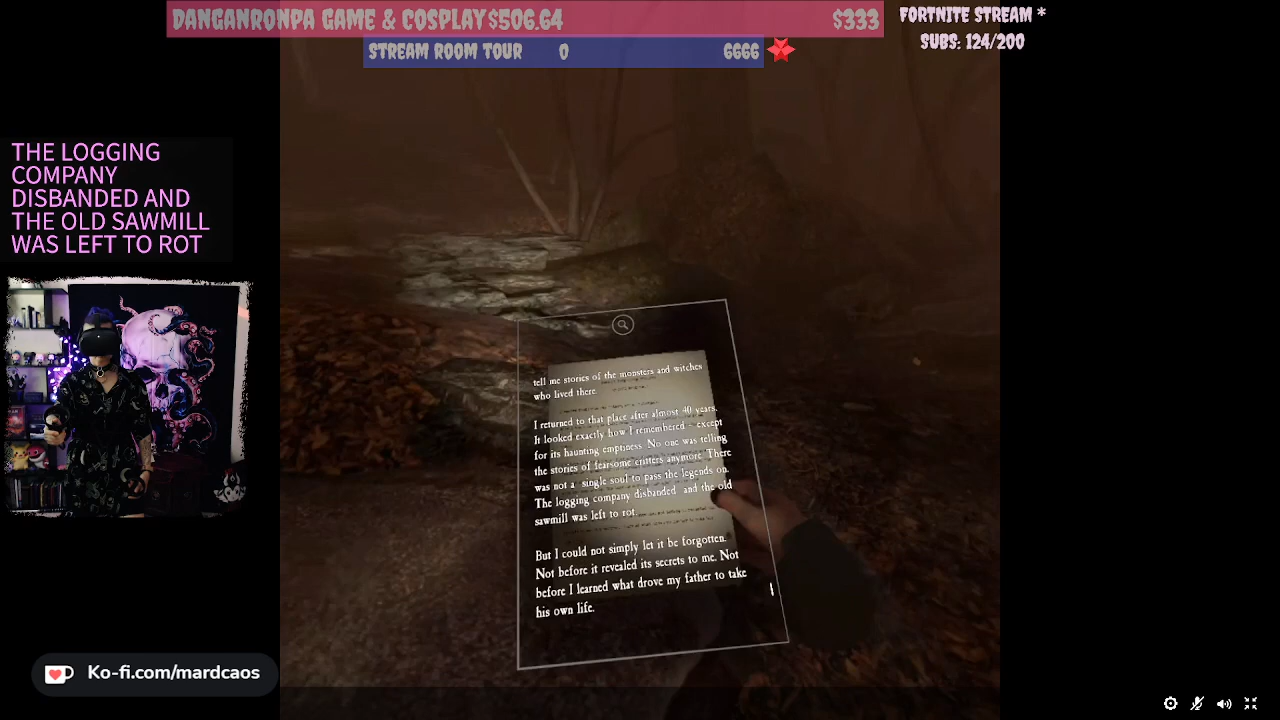 DANGANRONPA GAME & COSPLAY $506.64 $333
FORTNITE STREAM *
SUBS: 124/200
STREAM ROOM TOUR 0 6666
THE LOGGING
COMPANY
DISBANDED AND
THE OLD SAWMILL
WAS LEFT TO ROT
tell me stories of the monsters and witches
who lived there.
I returned to that place after almost 40 years.
It looked exactly how I remembered - except
for its haunting emptiness. No one was telling
the stories of fearsome critters anymore. There
was not a single soul to pass the legends on.
The logging company disbanded and the old
sawmill was left to rot.
But I could not simply let it be forgotten.
Not before it revealed its secrets to me. Not
before I learned what drove my father to take
his own life.
Ko-fi.com/mardcaos